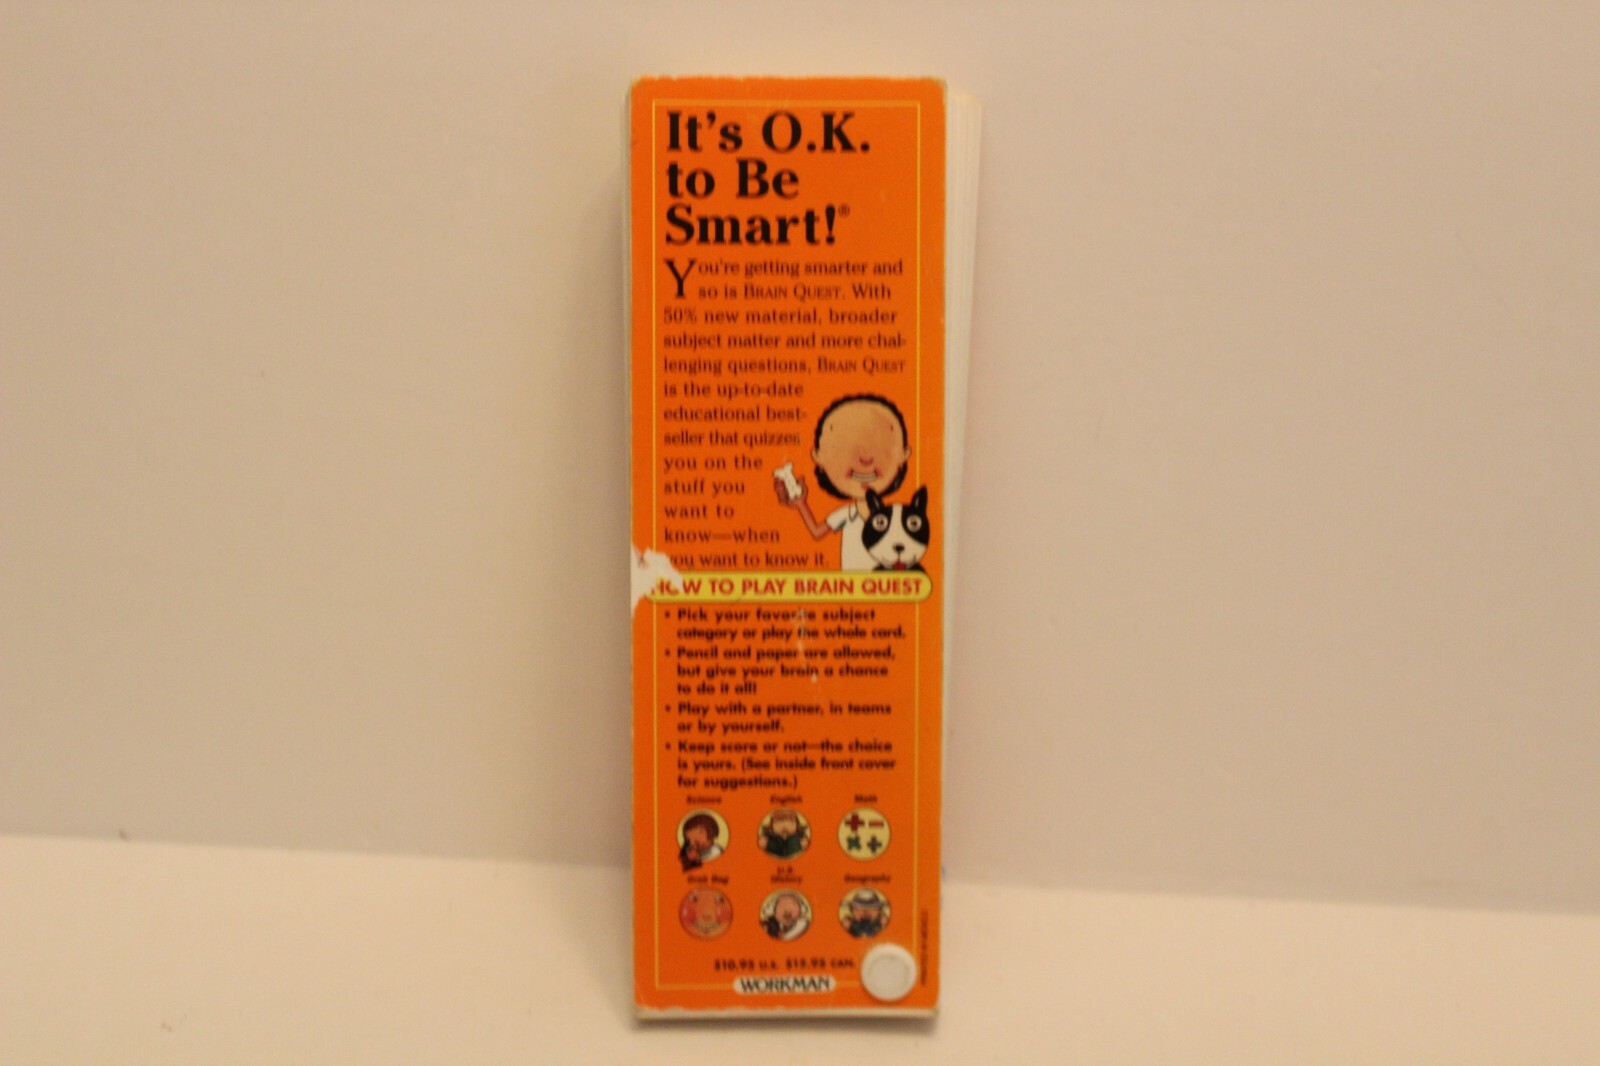 It's O.K.
to Be
Smart!®
You're getting smarter and
so is BRAIN QUEST. With
50% new material, broader
subject matter and more chal-
lenging questions, BRAIN QUEST
is the up-to-date
educational best-
seller that quizzes
you on the
stuff you
want to
know—when
you want to know it.
HOW TO PLAY BRAIN QUEST
• Pick your favorite subject
category or play the whole card.
• Pencil and paper are allowed,
but give your brain a chance
to do it all!
• Play with a partner, in teams
or by yourself.
• Keep score or not—the choice
is yours. (See inside front cover
for suggestions.)
Science English Math
Grab Bag U.S. History Geography
$10.95 U.S. $15.95 CAN.
WORKMAN